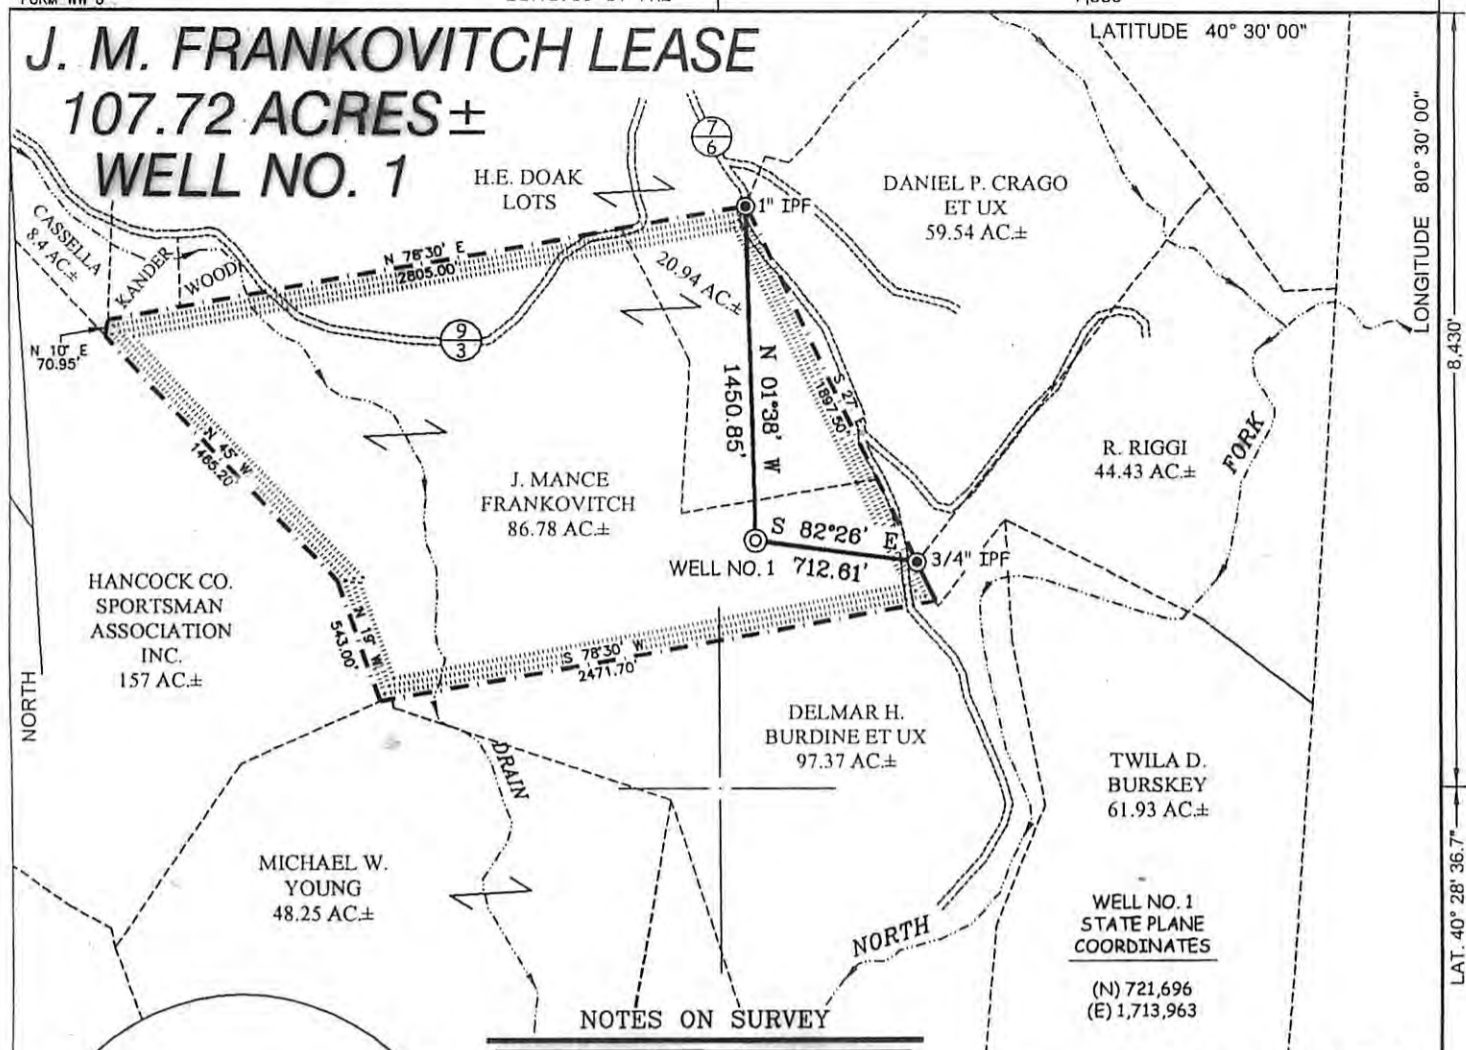 J. M. FRANKOVITCH LEASE
107.72 ACRES ±
WELL NO. 1
LATITUDE 40° 30' 00"
LONGITUDE 80° 30' 00"
8,430'
LAT. 40° 28' 36.7"
7
6
H.E. DOAK
LOTS
1" IPF
DANIEL P. CRAGO
ET UX
59.54 AC.±
CASSELLA
8.4 AC.±
KANDER
WOOD
N 78°30' E
2805.00'
20.94 AC.±
9
3
N 10° E
70.95'
N 01°38' W
1450.85'
S 27°
1897.50'
N 45° W
1465.20'
R. RIGGI
44.43 AC.±
FORK
J. MANCE
FRANKOVITCH
86.78 AC.±
S 82°26' E
712.61'
WELL NO. 1
3/4" IPF
HANCOCK CO.
SPORTSMAN
ASSOCIATION
INC.
157 AC.±
N 19° W
543.00'
S 78°30' W
2471.70'
NORTH
DELMAR H.
BURDINE ET UX
97.37 AC.±
DRAIN
TWILA D.
BURSKEY
61.93 AC.±
MICHAEL W.
YOUNG
48.25 AC.±
NORTH
WELL NO. 1
STATE PLANE
COORDINATES
(N) 721,696
(E) 1,713,963
NOTES ON SURVEY